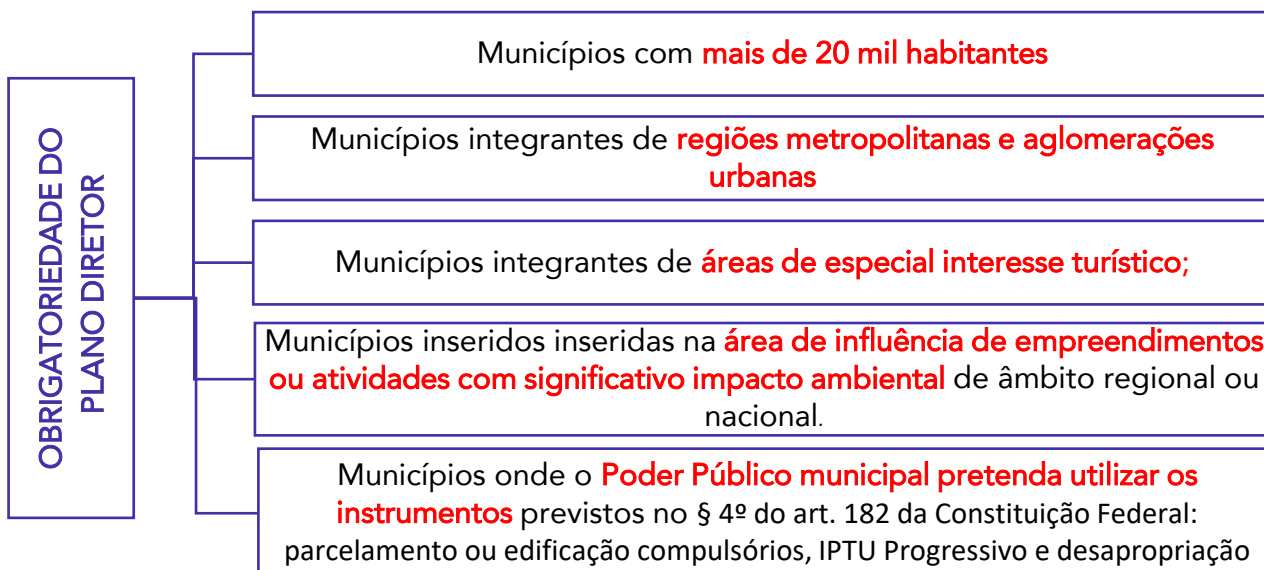 OBRIGATORIEDADE DO
PLANO DIRETOR
Municípios com mais de 20 mil habitantes
Municípios integrantes de regiões metropolitanas e aglomerações
urbanas
Municípios integrantes de áreas de especial interesse turístico;
Municípios inseridos inseridas na área de influência de empreendimentos
ou atividades com significativo impacto ambiental de âmbito regional ou
nacional.
Municípios onde o Poder Público municipal pretenda utilizar os
instrumentos previstos no § 4º do art. 182 da Constituição Federal:
parcelamento ou edificação compulsórios, IPTU Progressivo e desapropriação